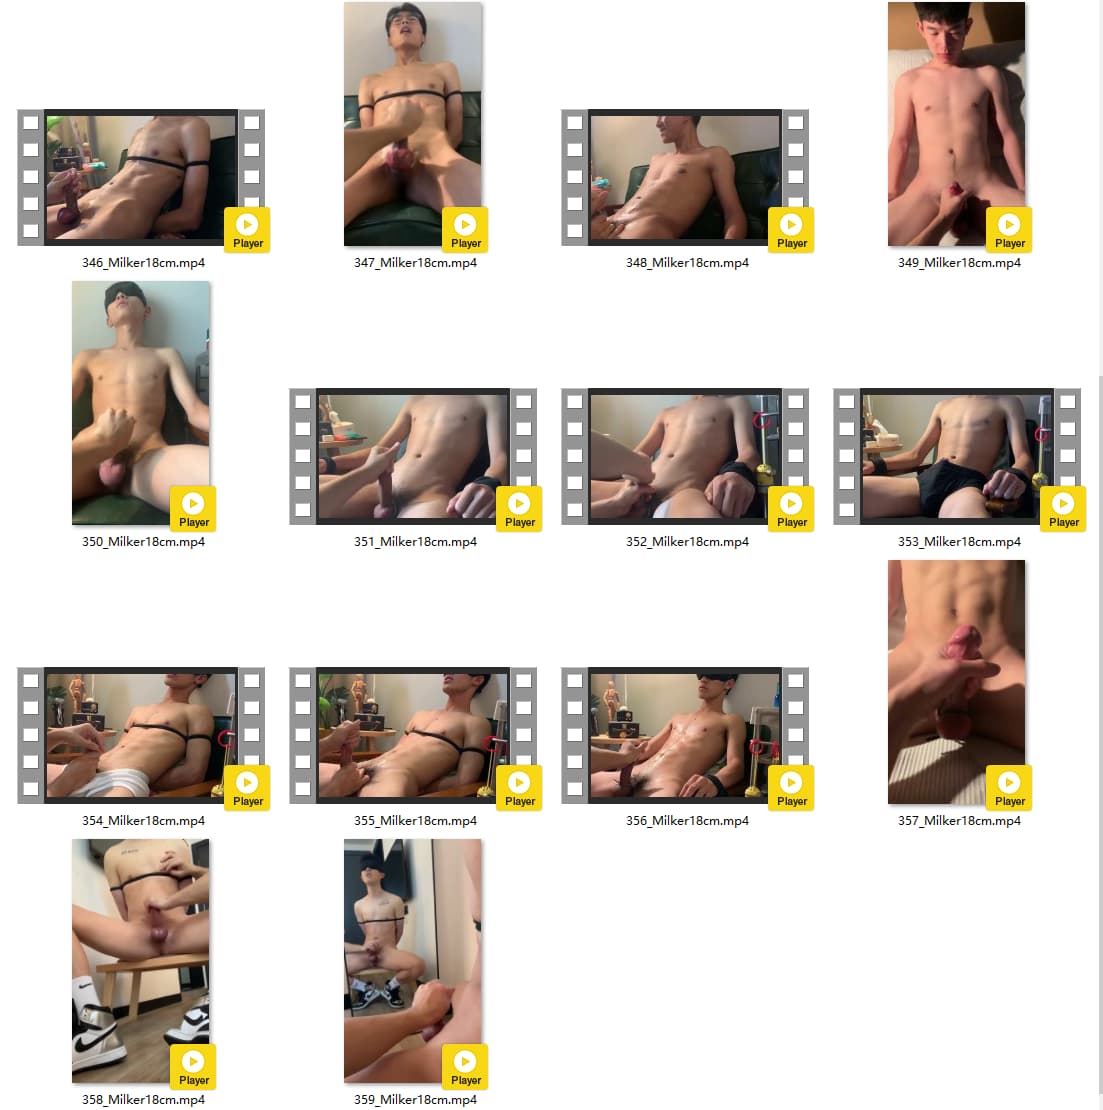 Player
346_Milker18cm.mp4
Player
347_Milker18cm.mp4
Player
348_Milker18cm.mp4
Player
349_Milker18cm.mp4
Player
350_Milker18cm.mp4
Player
351_Milker18cm.mp4
Player
352_Milker18cm.mp4
Player
353_Milker18cm.mp4
Player
354_Milker18cm.mp4
Player
355_Milker18cm.mp4
Player
356_Milker18cm.mp4
Player
357_Milker18cm.mp4
Player
358_Milker18cm.mp4
Player
359_Milker18cm.mp4